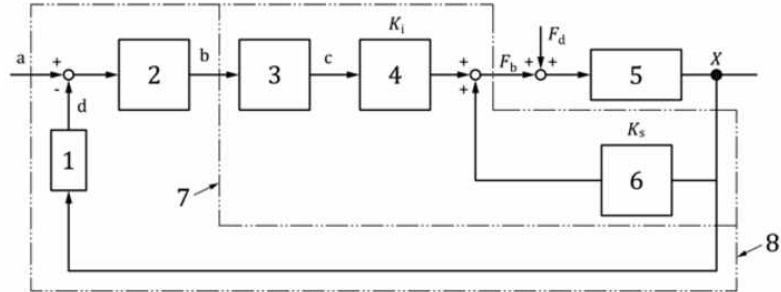 K_i
F_d
a
+
-
2
b
3
c
4
+
+
F_b
+
+
5
X
d
1
K_s
6
7
8